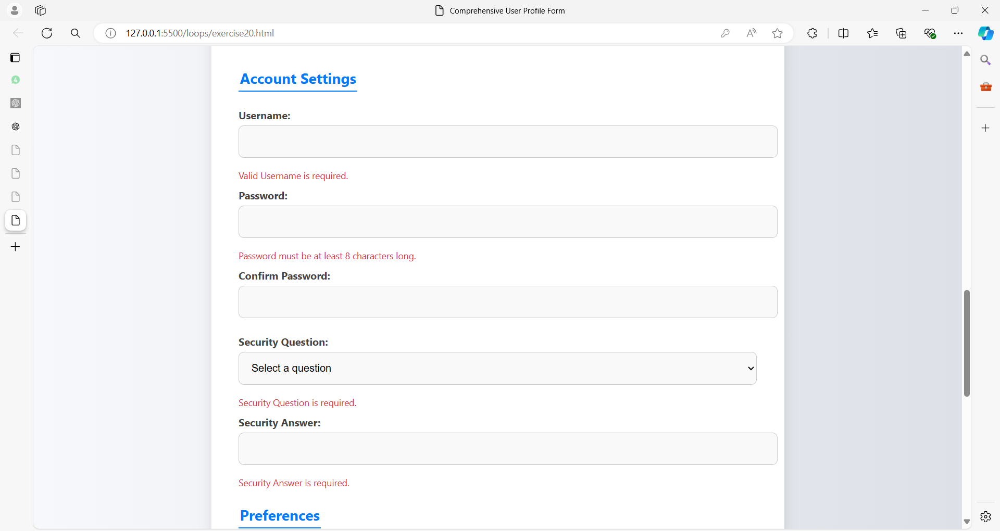 Comprehensive User Profile Form
127.0.0.1:5500/loops/exercise20.html
Account Settings
Username:
Valid Username is required.
Password:
Password must be at least 8 characters long.
Confirm Password:
Security Question:
Select a question
Security Question is required.
Security Answer:
Security Answer is required.
Preferences